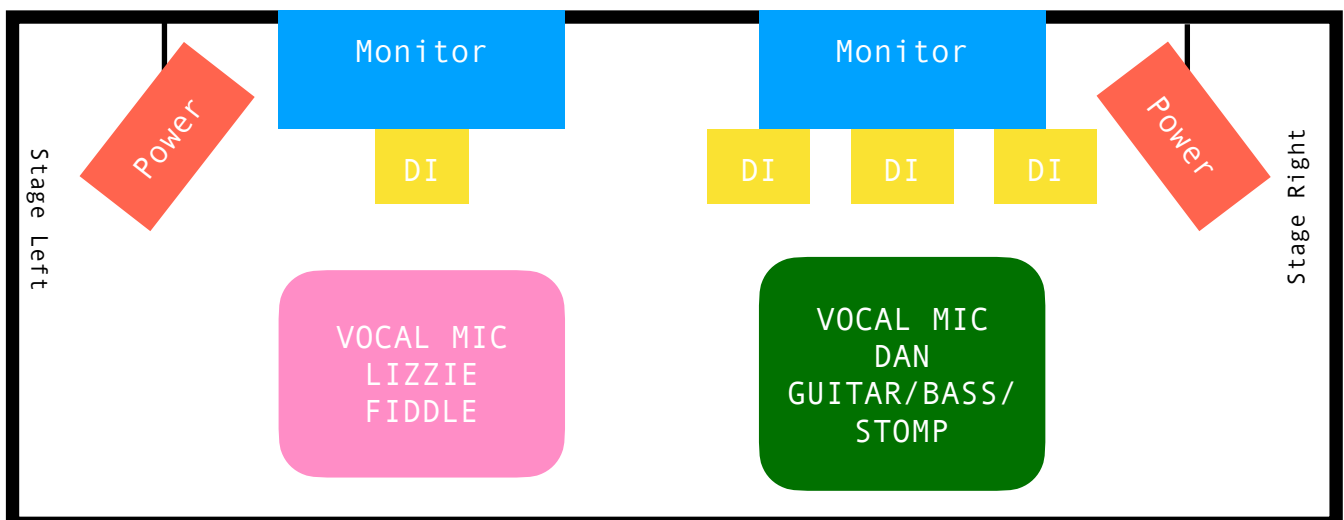 Monitor
Monitor
Power
Power
Stage Left
Stage Right
DI
DI
DI
DI
VOCAL MIC
LIZZIE
FIDDLE
VOCAL MIC
DAN
GUITAR/BASS/
STOMP